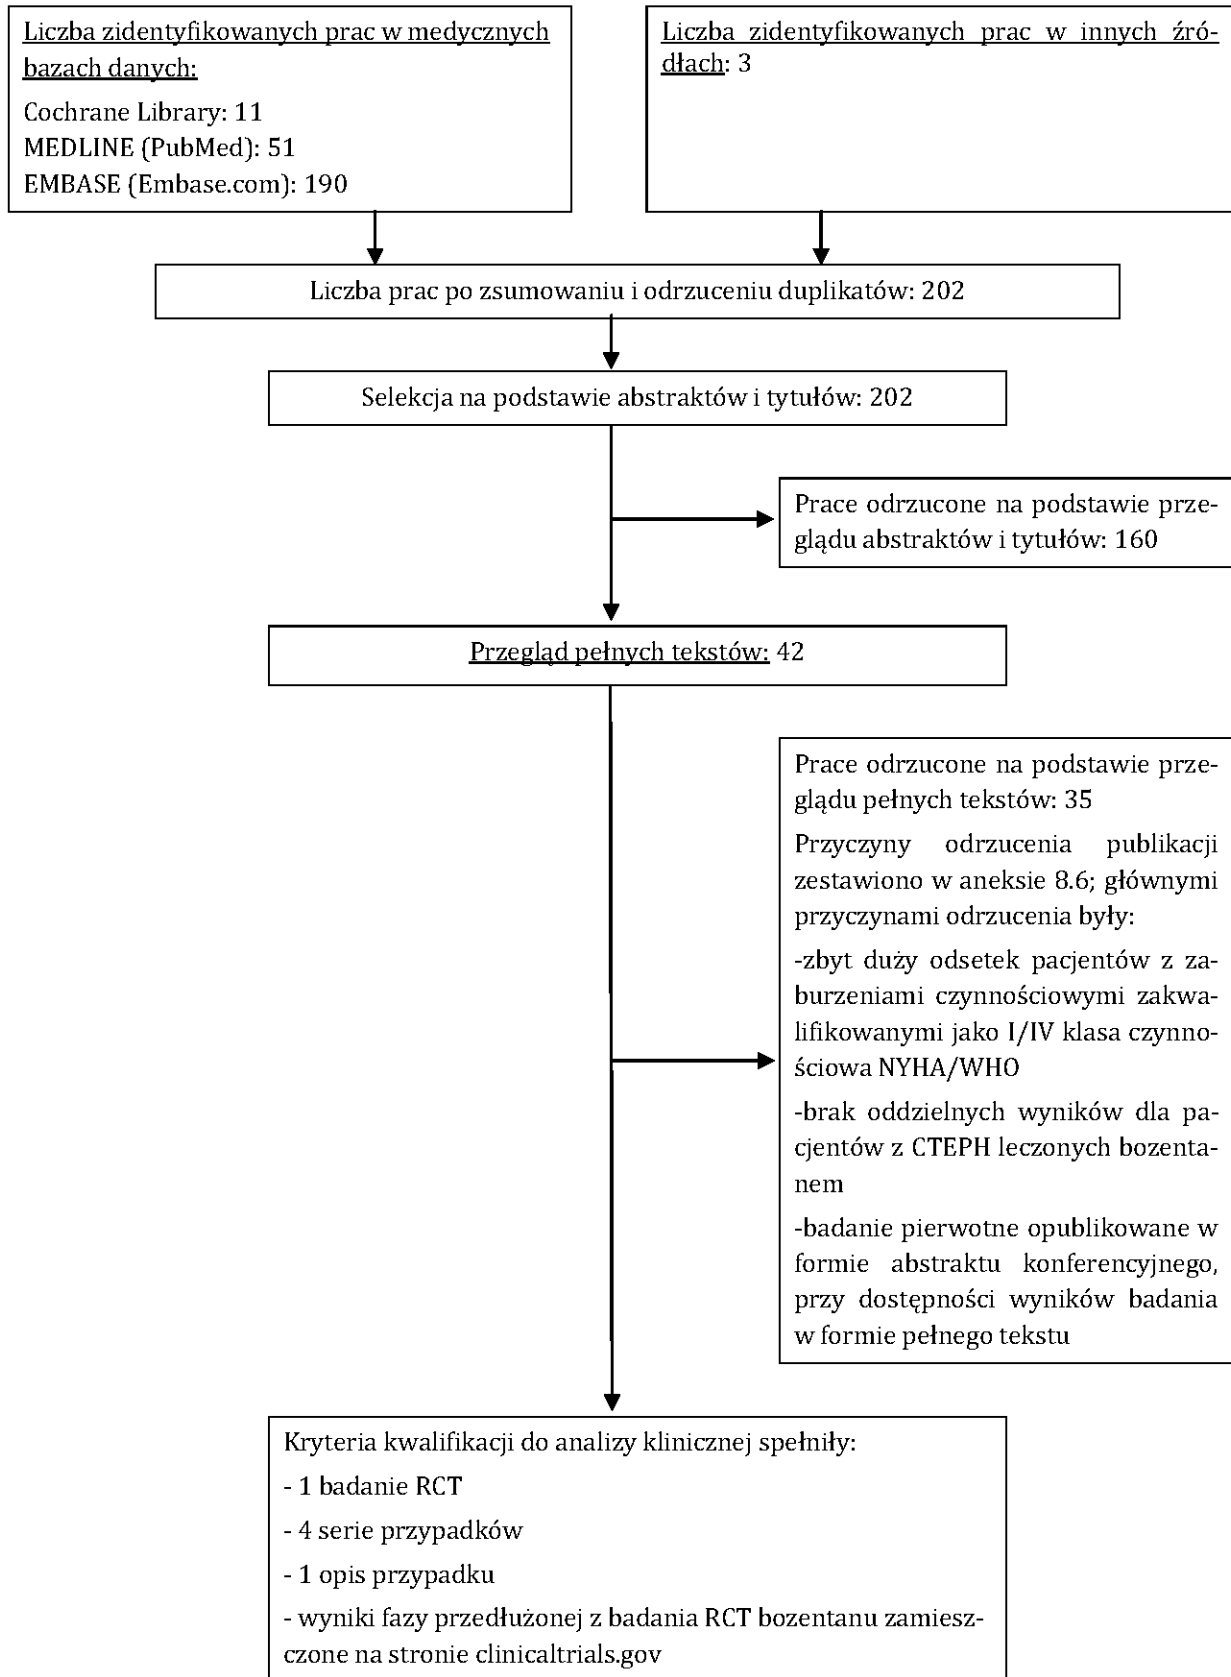 Liczba zidentyfikowanych prac w medycznych
bazach danych:
Cochrane Library: 11
MEDLINE (PubMed): 51
EMBASE (Embase.com): 190
Liczba zidentyfikowanych prac w innych źró-
dłach: 3
Liczba prac po zsumowaniu i odrzuceniu duplikatów: 202
Selekcja na podstawie abstraktów i tytułów: 202
Prace odrzucone na podstawie prze-
glądu abstraktów i tytułów: 160
Przegląd pełnych tekstów: 42
Prace odrzucone na podstawie prze-
glądu pełnych tekstów: 35
Przyczyny odrzucenia publikacji
zestawiono w aneksie 8.6; głównymi
przyczynami odrzucenia były:
-zbyt duży odsetek pacjentów z za-
burzeniami czynnościowymi zakwa-
lifikowanymi jako I/IV klasa czynno-
ściowa NYHA/WHO
-brak oddzielnych wyników dla pa-
cjentów z CTEPH leczonych bozenta-
nem
-badanie pierwotne opublikowane w
formie abstraktu konferencyjnego,
przy dostępności wyników badania
w formie pełnego tekstu
Kryteria kwalifikacji do analizy klinicznej spełniły:
- 1 badanie RCT
- 4 serie przypadków
- 1 opis przypadku
- wyniki fazy przedłużonej z badania RCT bozentanu zamiesz-
czone na stronie clinicaltrials.gov